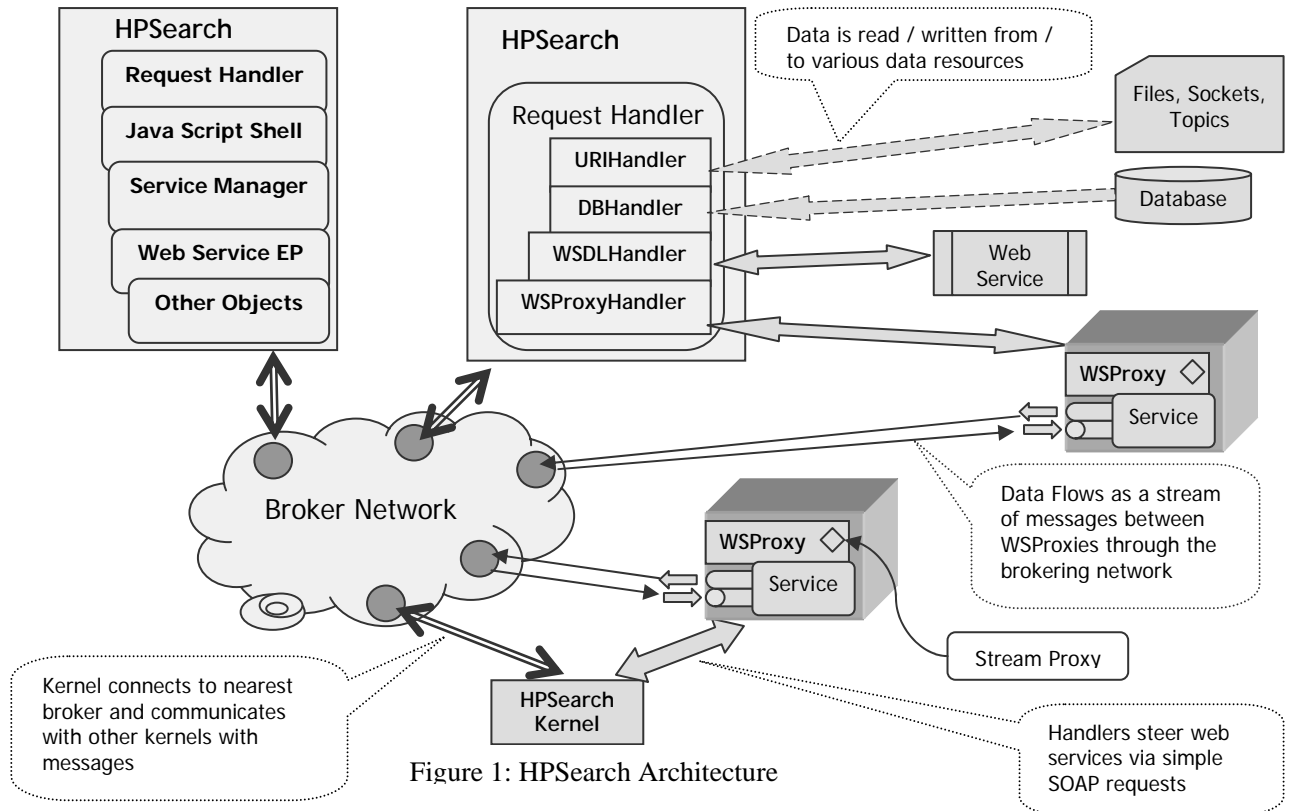 HPSearch
Request Handler
Java Script Shell
Service Manager
Web Service EP
Other Objects
HPSearch
Request Handler
URIHandler
DBHandler
WSDLHandler
WSProxyHandler
Data is read / written from /
to various data resources
Files, Sockets,
Topics
Database
Web
Service
WSProxy
Service
Broker Network
Data Flows as a stream
of messages between
WSProxies through the
brokering network
WSProxy
Service
Stream Proxy
Kernel connects to nearest
broker and communicates
with other kernels with
messages
HPSearch
Kernel
Handlers steer web
services via simple
SOAP requests
Figure 1: HPSearch Architecture